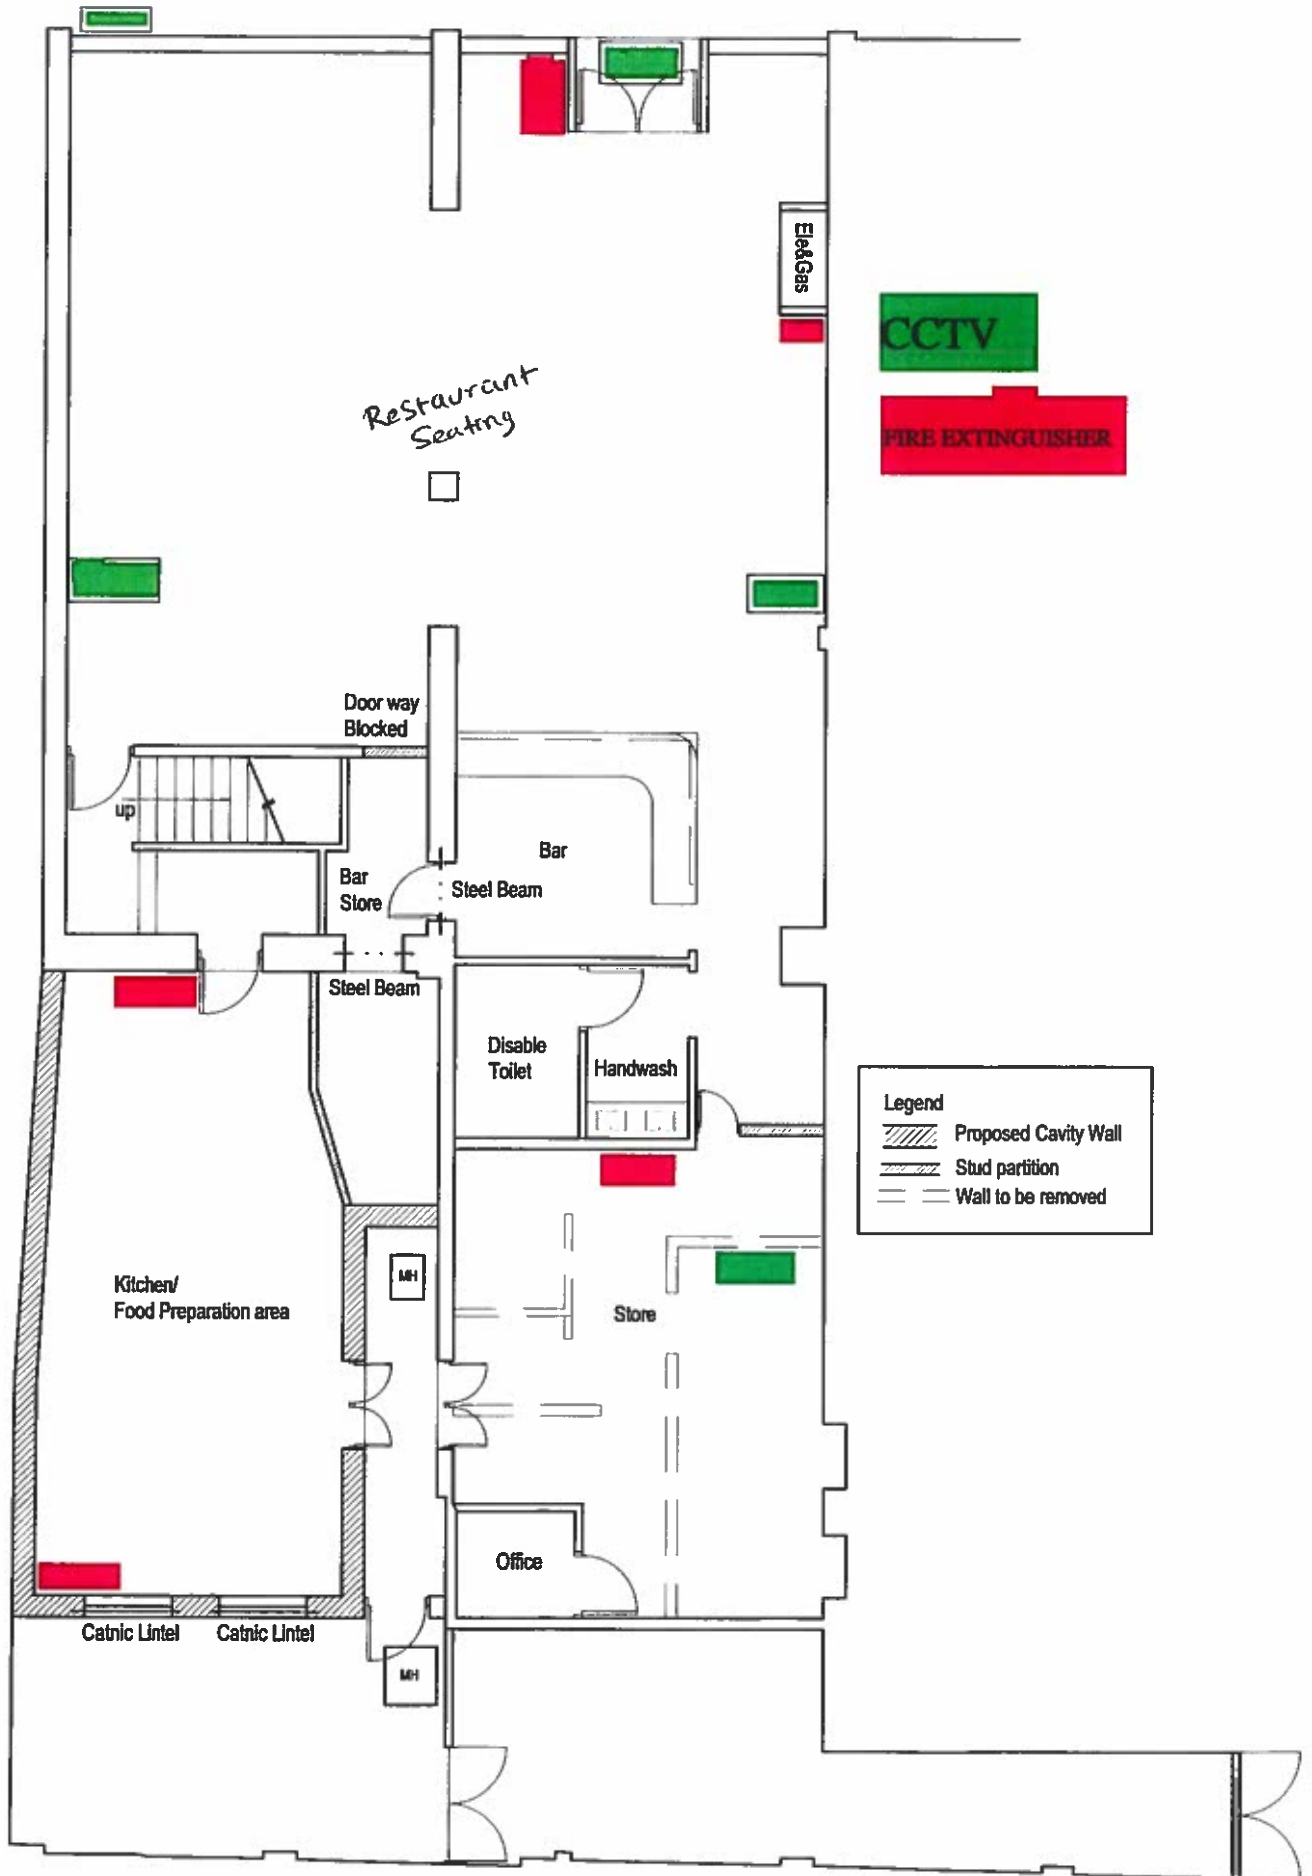 Ele&Gas
CCTV
FIRE EXTINGUISHER
Restaurant
Seating
Door way
Blocked
up
Bar
Bar
Store
Steel Beam
Steel Beam
Disable
Toilet
Handwash
Legend
Proposed Cavity Wall
Stud partition
Wall to be removed
MH
Kitchen/
Food Preparation area
Store
Office
Catnic Lintel
Catnic Lintel
MH